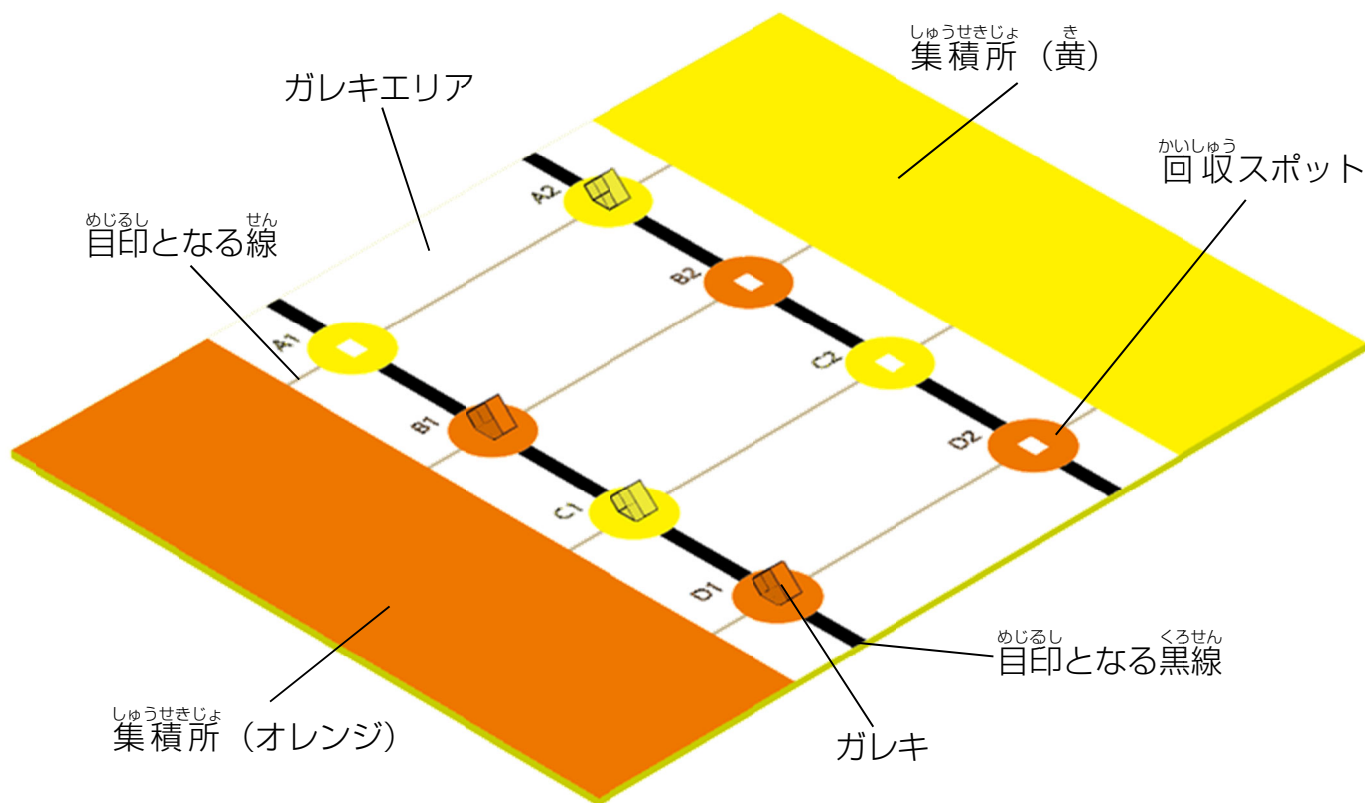 しゅうせきじょ き
集積所（黄）
ガレキエリア
かいしゅう
回収スポット
めじるし せん
目印となる線
A2
B2
C2
D2
A1
B1
C1
D1
めじるし くろせん
目印となる黒線
しゅうせきじょ
集積所（オレンジ）
ガレキ